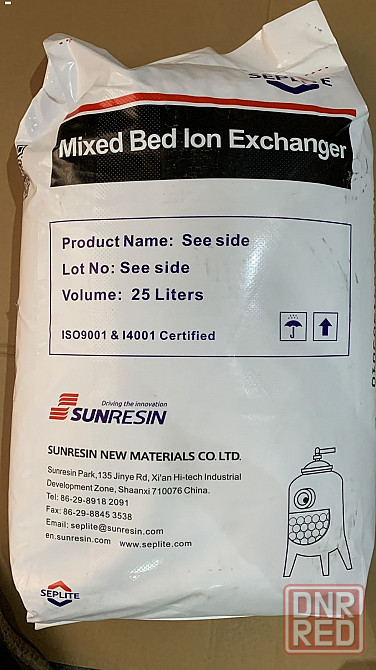 SEPLITE
Mixed Bed Ion Exchanger
Product Name: See side
Lot No: See side
Volume: 25 Liters
ISO9001 & I4001 Certified
Driving the innovation
SUNRESIN
SUNRESIN NEW MATERIALS CO. LTD.
Sunresin Park,135 Jinye Rd, Xi'an Hi-tech Industrial
Development Zone, Shaanxi 710076 China.
Tel: 86-29-8918 2091
Fax: 86-29-8845 3538
Email: seplite@sunresin.com
en.sunresin.com www.seplite.com
SEPLITE
DNR
RED